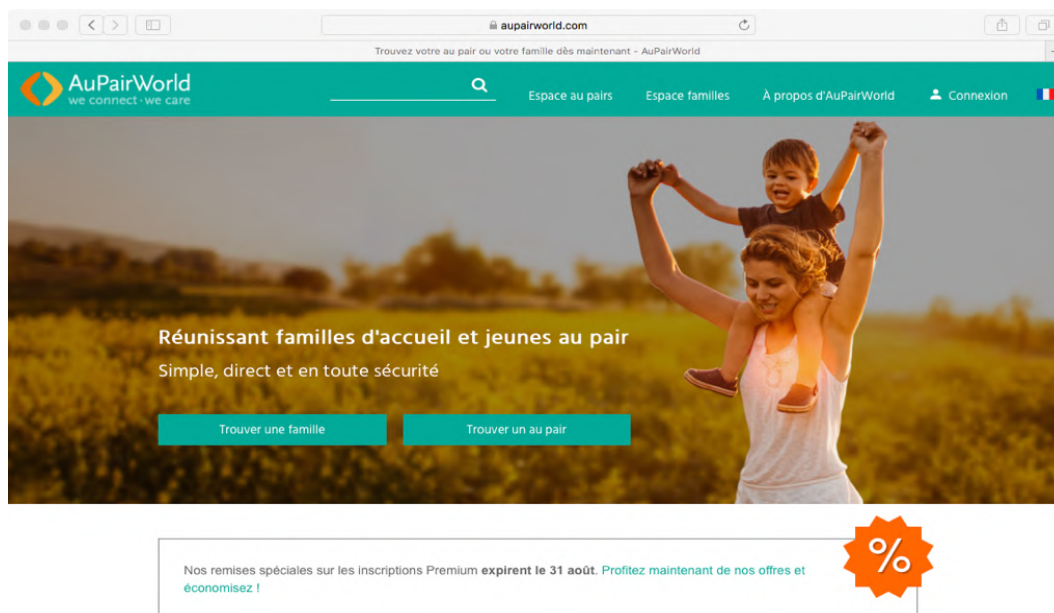 aupairworld.com
Trouvez votre au pair ou votre famille dès maintenant - AuPairWorld
AuPairWorld
we connect·we care
Espace au pairs
Espace familles
À propos d'AuPairWorld
Connexion
Réunissant familles d'accueil et jeunes au pair
Simple, direct et en toute sécurité
Trouver une famille
Trouver un au pair
%
Nos remises spéciales sur les inscriptions Premium expirent le 31 août. Profitez maintenant de nos offres et
économisez !